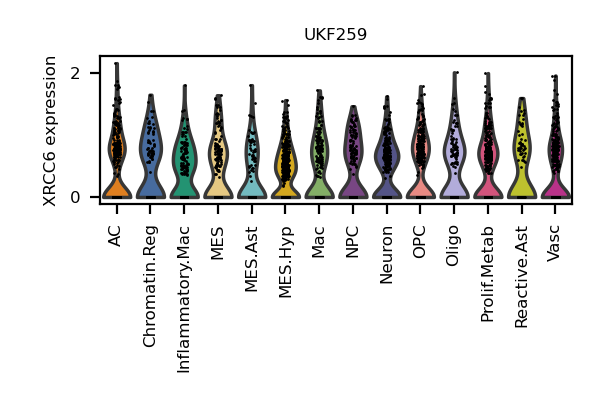 UKF259
XRCC6 expression
2
0
AC
Chromatin.Reg
Inflammatory.Mac
MES
MES.Ast
MES.Hyp
Mac
NPC
Neuron
OPC
Oligo
Prolif.Metab
Reactive.Ast
Vasc